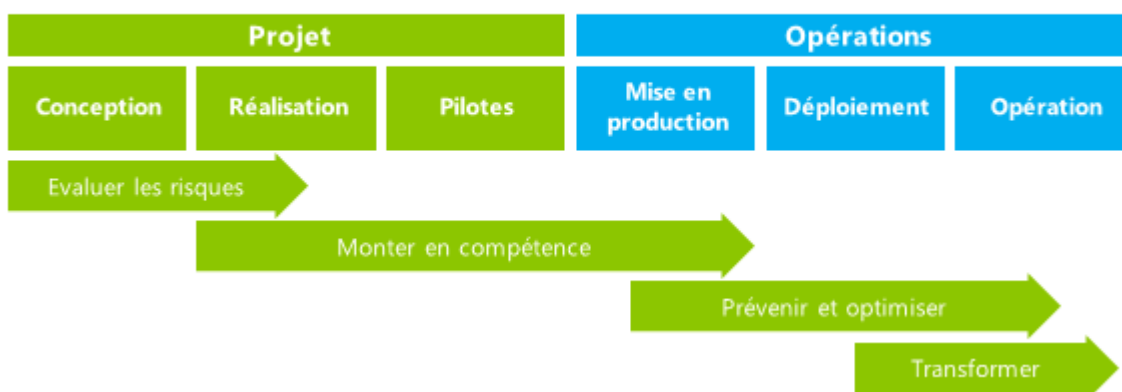 Projet
Opérations
Conception
Réalisation
Pilotes
Mise en
production
Déploiement
Opération
Evaluer les risques
Monter en compétence
Prévenir et optimiser
Transformer